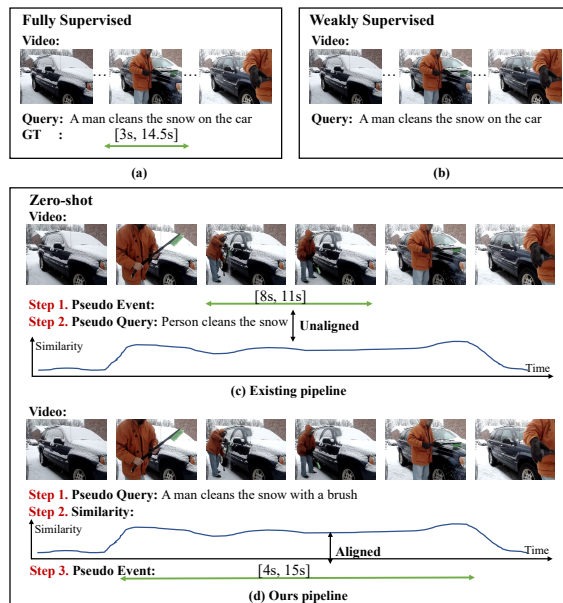 Fully Supervised
Video:
... ...
Query: A man cleans the snow on the car
GT : [3s, 14.5s]
(a)
Weakly Supervised
Video:
... ...
Query: A man cleans the snow on the car
(b)
Zero-shot
Video:
[8s, 11s]
Step 1. Pseudo Event:
Step 2. Pseudo Query: Person cleans the snow
Unaligned
Similarity
Time
(c) Existing pipeline
Video:
Step 1. Pseudo Query: A man cleans the snow with a brush
Step 2. Similarity:
Similarity
Aligned
Time
Step 3. Pseudo Event: [4s, 15s]
(d) Ours pipeline